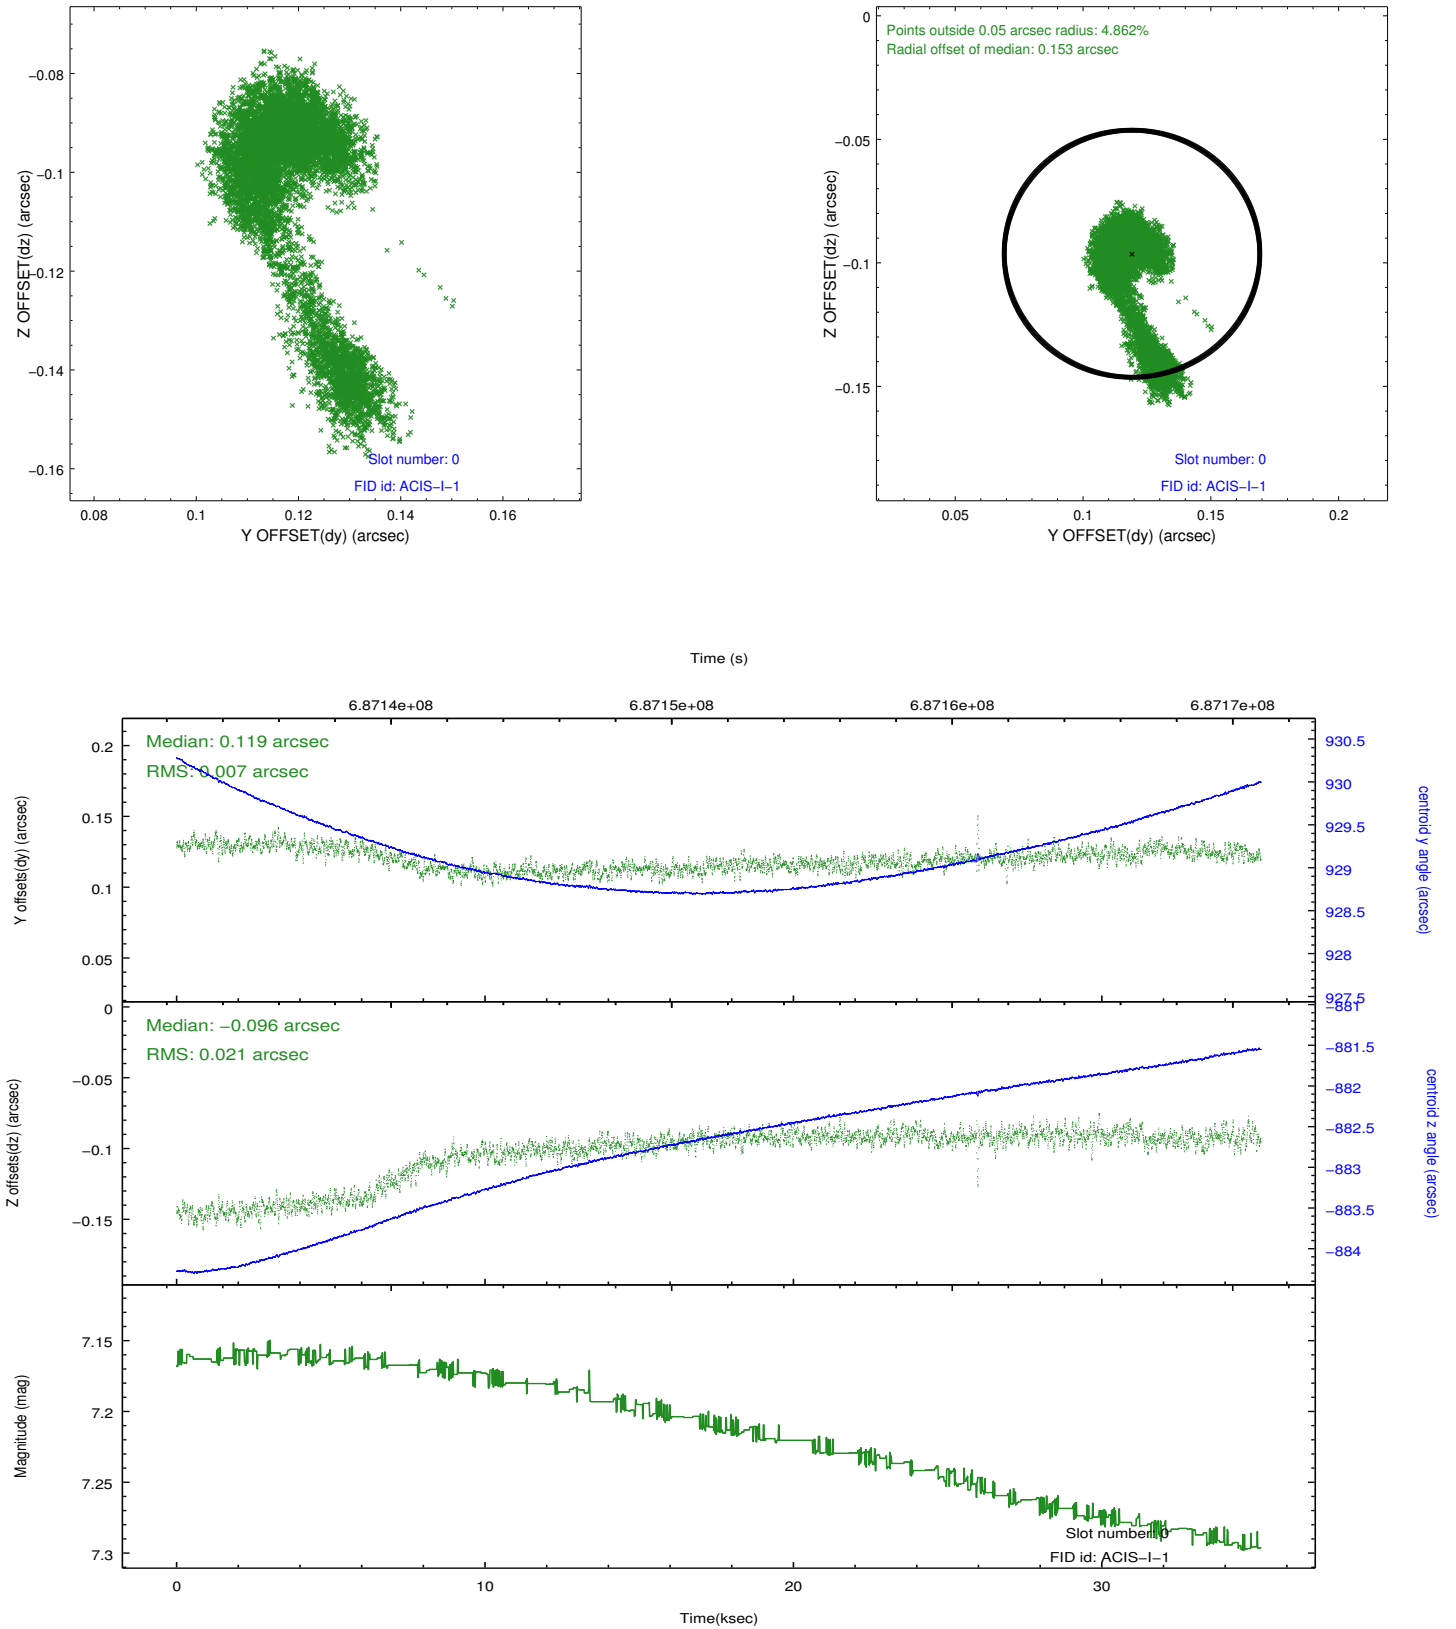 −0.08
−0.1
−0.12
−0.14
−0.16
Z OFFSET(dz) (arcsec)
Slot number: 0
FID id: ACIS−I−1
0.08 0.1 0.12 0.14 0.16
Y OFFSET(dy) (arcsec)
Points outside 0.05 arcsec radius: 4.862%
Radial offset of median: 0.153 arcsec
0
−0.05
−0.1
−0.15
Z OFFSET(dz) (arcsec)
Slot number: 0
FID id: ACIS−I−1
0.05 0.1 0.15 0.2
Y OFFSET(dy) (arcsec)
Time (s)
6.8714e+08 6.8715e+08 6.8716e+08 6.8717e+08
Median: 0.119 arcsec
RMS: 0.007 arcsec
0.2
0.15
0.1
0.05
Y offsets(dy) (arcsec)
930.5
930
929.5
929
928.5
928
927.5
centroid y angle (arcsec)
Median: −0.096 arcsec
RMS: 0.021 arcsec
0
−0.05
−0.1
−0.15
Z offsets(dz) (arcsec)
−881
−881.5
−882
−882.5
−883
−883.5
−884
centroid z angle (arcsec)
7.15
7.2
7.25
7.3
Magnitude (mag)
Slot number: 0
FID id: ACIS−I−1
0 10 20 30
Time(ksec)